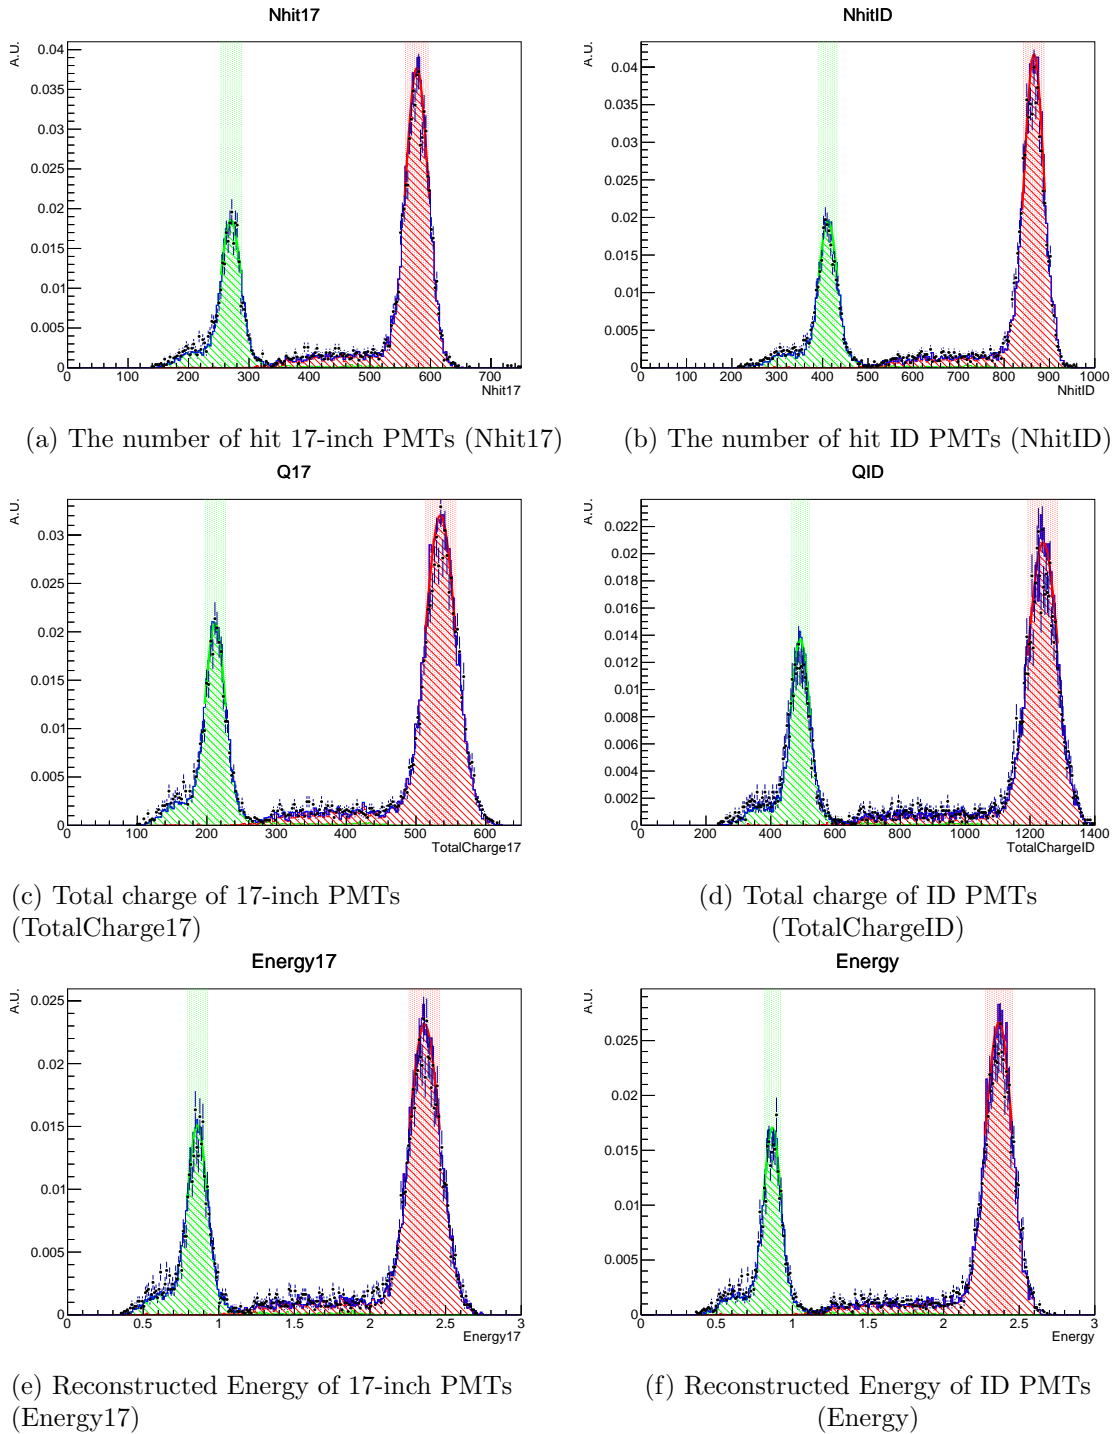 Nhit17
NhitID
A.U.
0.04
0.035
0.03
0.025
0.02
0.015
0.01
0.005
0
0 100 200 300 400 500 600 700
Nhit17
A.U.
0.04
0.03
0.02
0.01
0
0 100 200 300 400 500 600 700 800 900 1000
NhitID
(a) The number of hit 17-inch PMTs (Nhit17)
(b) The number of hit ID PMTs (NhitID)
Q17
QID
A.U.
0.03
0.025
0.02
0.015
0.01
0.005
0
0 100 200 300 400 500 600
TotalCharge17
A.U.
0.022
0.02
0.018
0.016
0.014
0.012
0.01
0.008
0.006
0.004
0.002
0
0 200 400 600 800 1000 1200 1400
TotalChargeID
(c) Total charge of 17-inch PMTs
(TotalCharge17)
(d) Total charge of ID PMTs
(TotalChargeID)
Energy17
Energy
A.U.
0.025
0.02
0.015
0.01
0.005
0
0 0.5 1 1.5 2 2.5 3
Energy17
A.U.
0.025
0.02
0.015
0.01
0.005
0
0 0.5 1 1.5 2 2.5 3
Energy
(e) Reconstructed Energy of 17-inch PMTs
(Energy17)
(f) Reconstructed Energy of ID PMTs
(Energy)